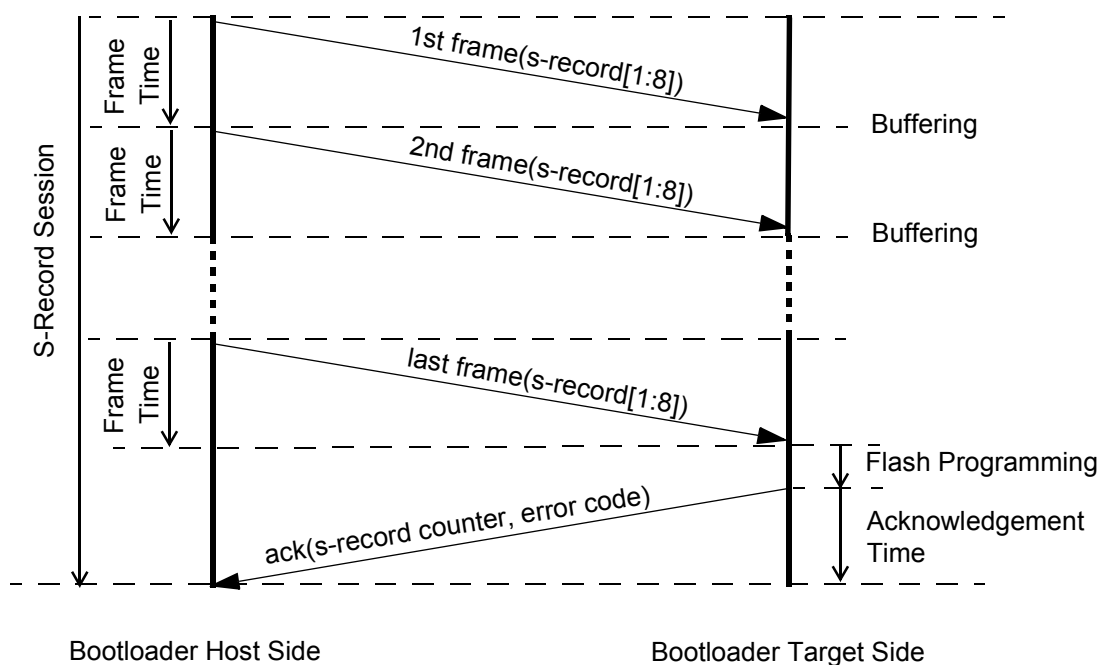 S-Record Session
Frame
Time
1st frame(s-record[1:8])
Buffering
Frame
Time
2nd frame(s-record[1:8])
Buffering
Frame
Time
last frame(s-record[1:8])
Flash Programming
ack(s-record counter, error code)
Acknowledgement
Time
Bootloader Host Side
Bootloader Target Side